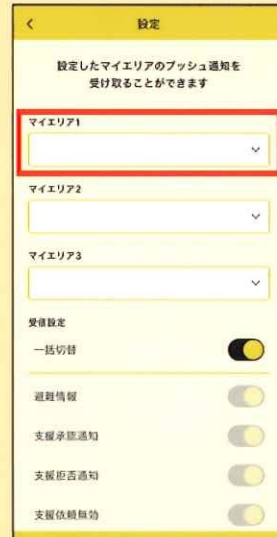 設定
設定したマイエリアのプッシュ通知を
受け取ることができます
マイエリア1
マイエリア2
マイエリア3
受信設定
一括切替
避難情報
支援承認通知
支援拒否通知
支援依頼無効